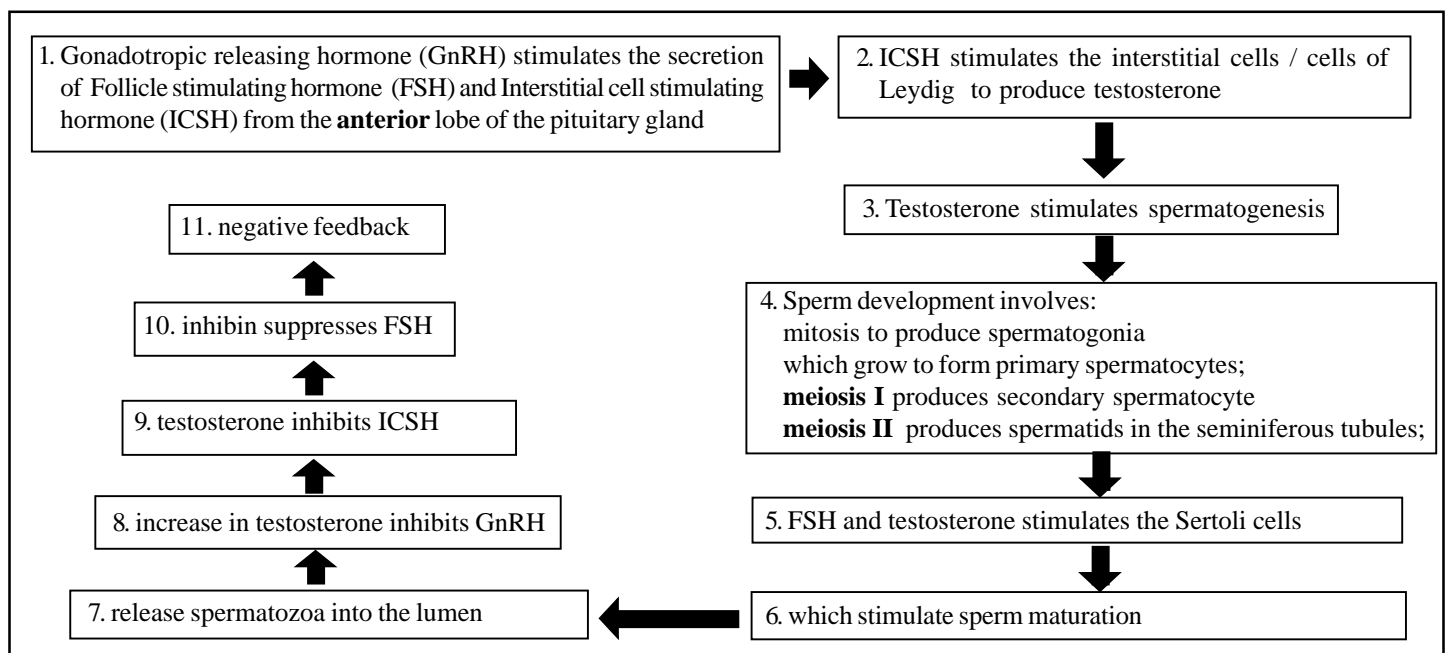 1. Gonadotropic releasing hormone (GnRH) stimulates the secretion
of Follicle stimulating hormone (FSH) and Interstitial cell stimulating
hormone (ICSH) from the anterior lobe of the pituitary gland
2. ICSH stimulates the interstitial cells / cells of
Leydig to produce testosterone
3. Testosterone stimulates spermatogenesis
4. Sperm development involves:
mitosis to produce spermatogonia
which grow to form primary spermatocytes;
meiosis I produces secondary spermatocyte
meiosis II produces spermatids in the seminiferous tubules;
5. FSH and testosterone stimulates the Sertoli cells
6. which stimulate sperm maturation
7. release spermatozoa into the lumen
8. increase in testosterone inhibits GnRH
9. testosterone inhibits ICSH
10. inhibin suppresses FSH
11. negative feedback